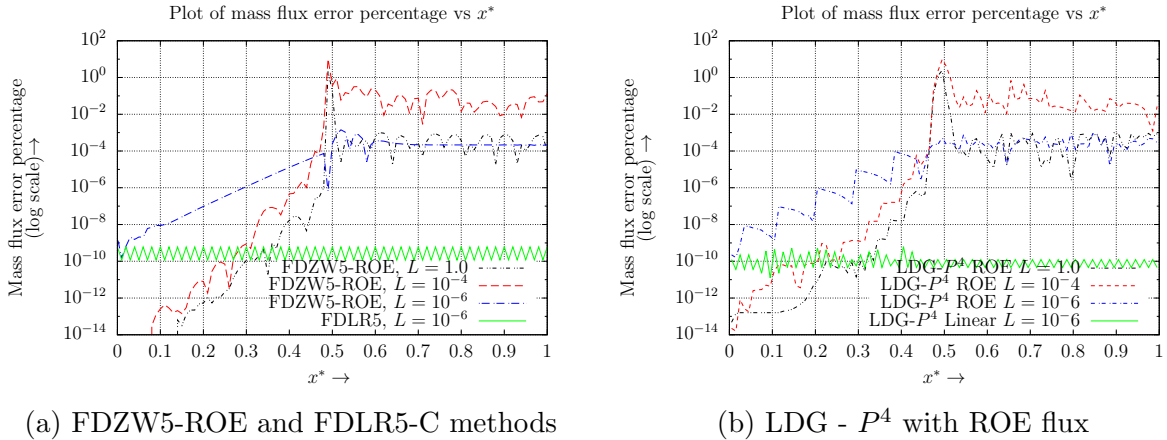 Plot of mass flux error percentage vs x*
Mass flux error percentage
(log scale)→
10^2
10^0
10^-2
10^-4
10^-6
10^-8
10^-10
10^-12
10^-14
FDZW5-ROE, L = 1.0
FDZW5-ROE, L = 10^-4
FDZW5-ROE, L = 10^-6
FDLR5, L = 10^-6
0 0.1 0.2 0.3 0.4 0.5 0.6 0.7 0.8 0.9 1
x* →
(a) FDZW5-ROE and FDLR5-C methods
Plot of mass flux error percentage vs x*
Mass flux error percentage
(log scale)→
10^2
10^0
10^-2
10^-4
10^-6
10^-8
10^-10
10^-12
10^-14
LDG-P^4 ROE L = 1.0
LDG-P^4 ROE L = 10^-4
LDG-P^4 ROE L = 10^-6
LDG-P^4 Linear L = 10^-6
0 0.1 0.2 0.3 0.4 0.5 0.6 0.7 0.8 0.9 1
x* →
(b) LDG - P^4 with ROE flux